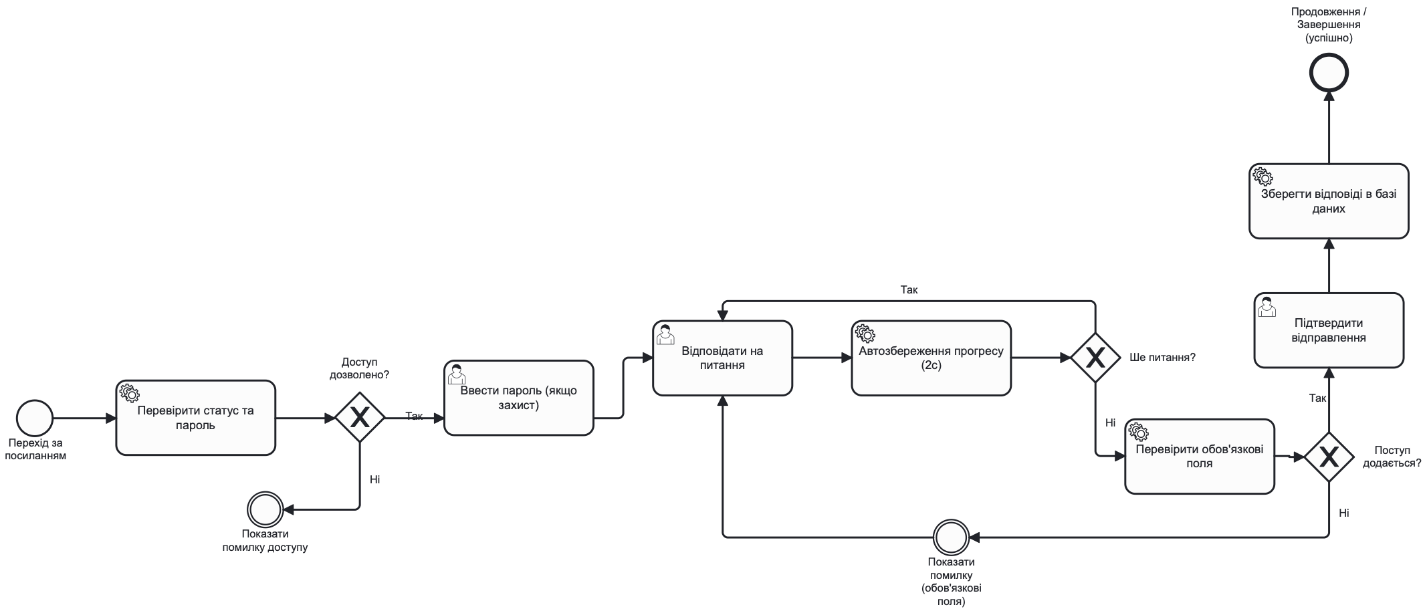 Продовження /
Завершення
(успішно)
Зберегти відповіді в базі
даних
Так
Відповідати на
питання
Автозбереження прогресу
(2с)
Ше питання?
Підтвердити
відправлення
Доступ
дозволено?
Ввести пароль (якщо
захист)
Перевірити статус та
пароль
Так
Перехід за
посиланням
Ні
Показати
помилку доступу
Ні
Перевірити обов'язкові
поля
Так
Поступ
додається?
Ні
Показати
помилку
(обов'язкові
поля)